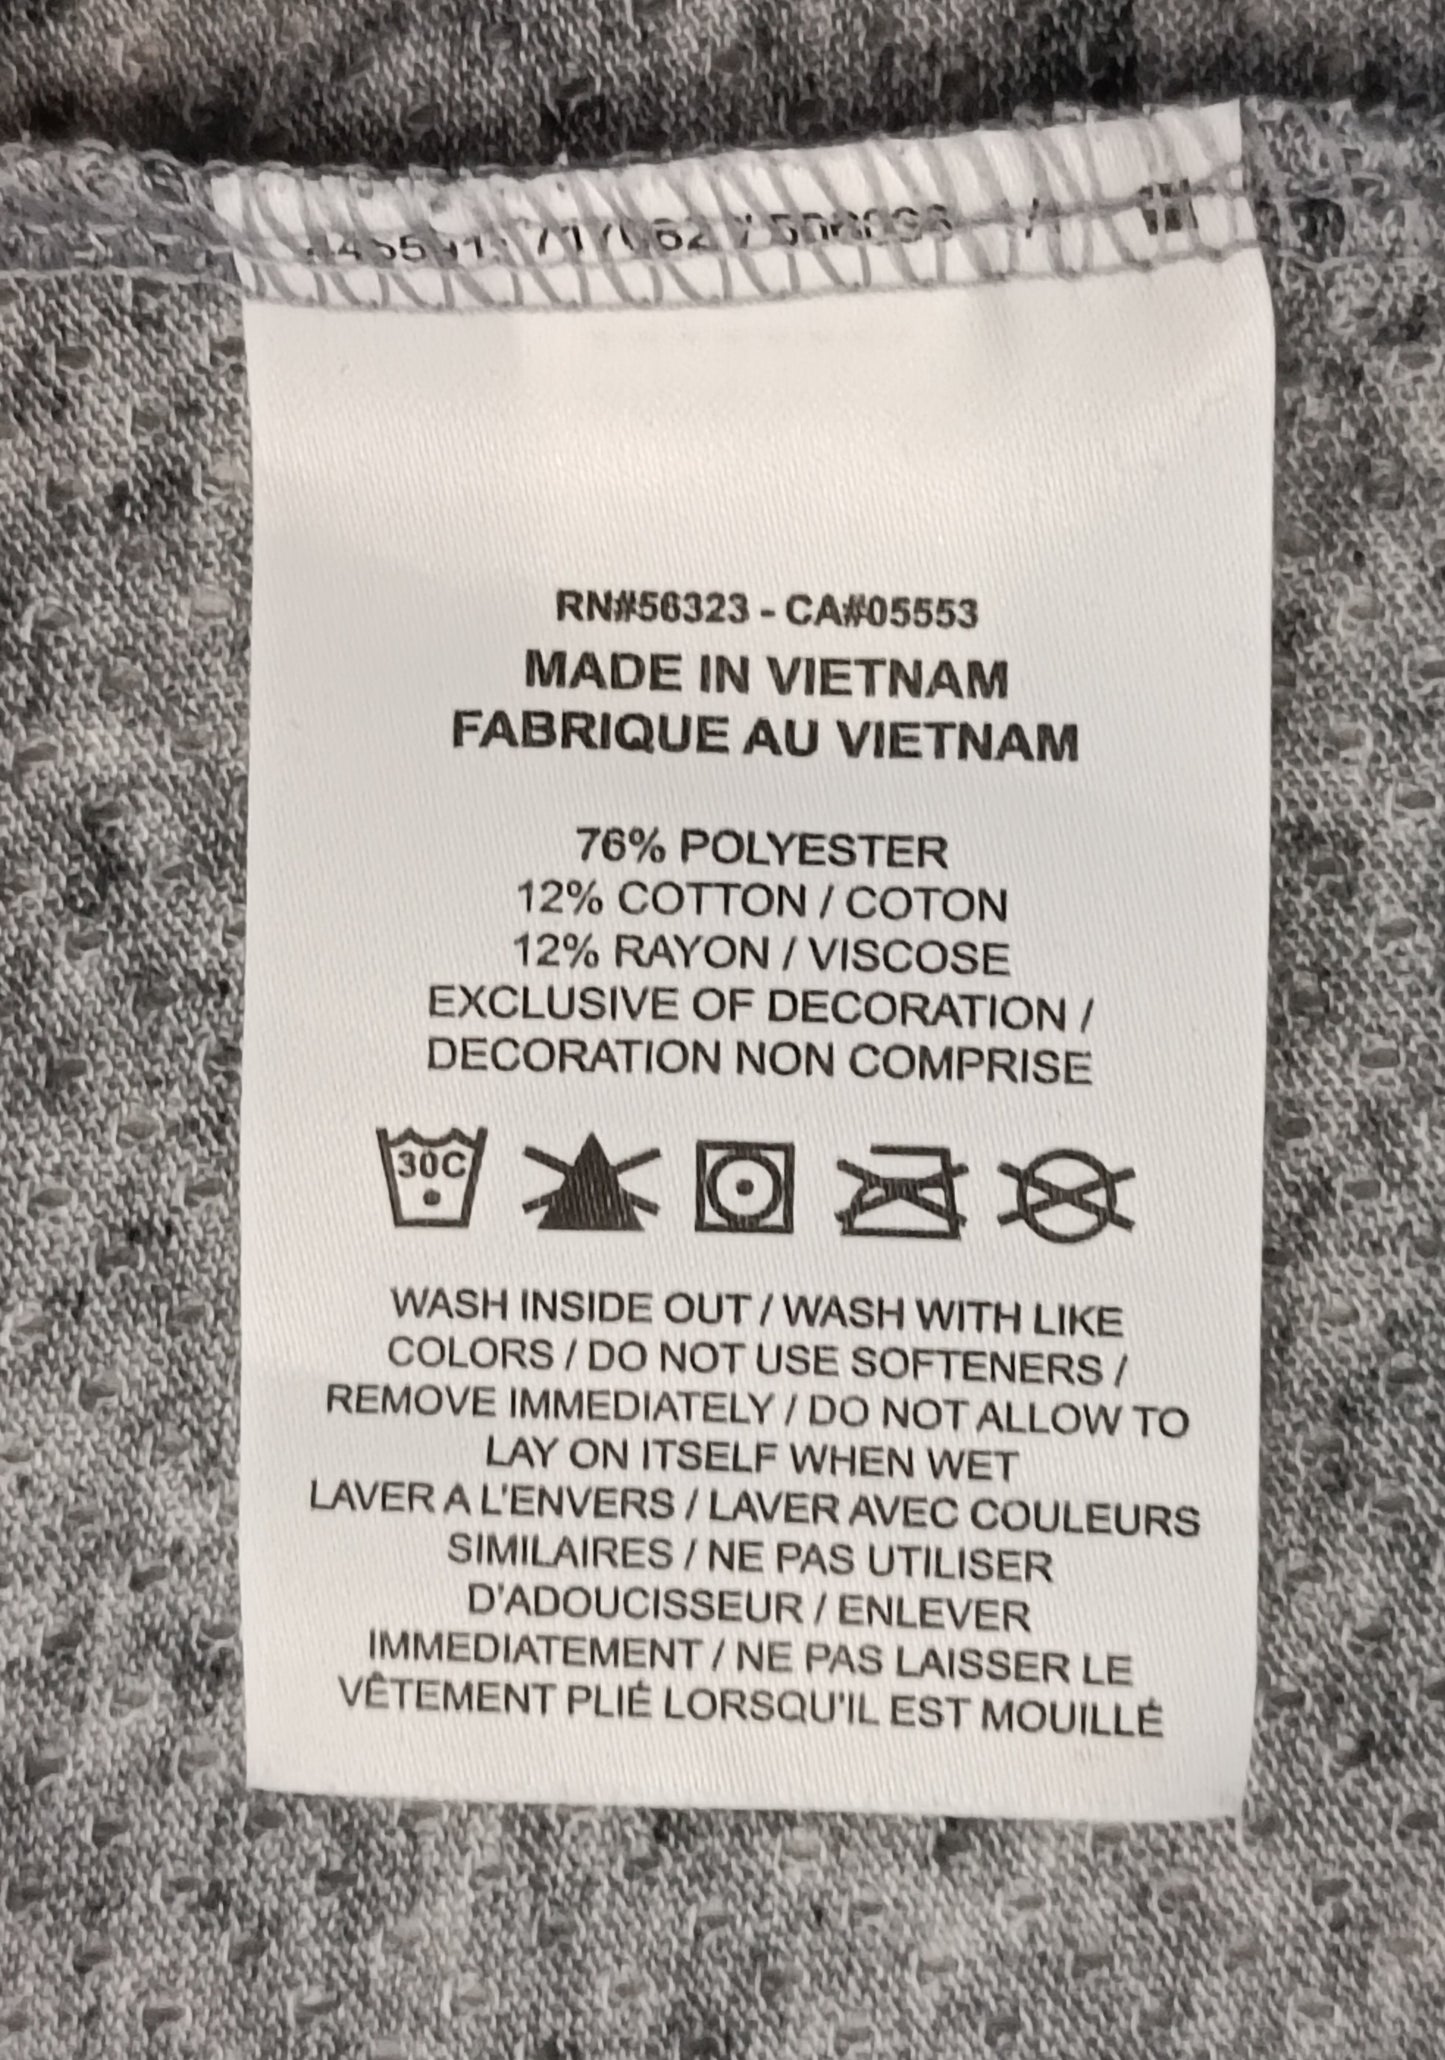 RN#56323 - CA#05553
MADE IN VIETNAM
FABRIQUE AU VIETNAM
76% POLYESTER
12% COTTON / COTON
12% RAYON / VISCOSE
EXCLUSIVE OF DECORATION /
DECORATION NON COMPRISE
30C
WASH INSIDE OUT / WASH WITH LIKE
COLORS / DO NOT USE SOFTENERS /
REMOVE IMMEDIATELY / DO NOT ALLOW TO
LAY ON ITSELF WHEN WET
LAVER A L'ENVERS / LAVER AVEC COULEURS
SIMILAIRES / NE PAS UTILISER
D'ADOUCISSEUR / ENLEVER
IMMEDIATEMENT / NE PAS LAISSER LE
VÊTEMENT PLIÉ LORSQU'IL EST MOUILLÉ